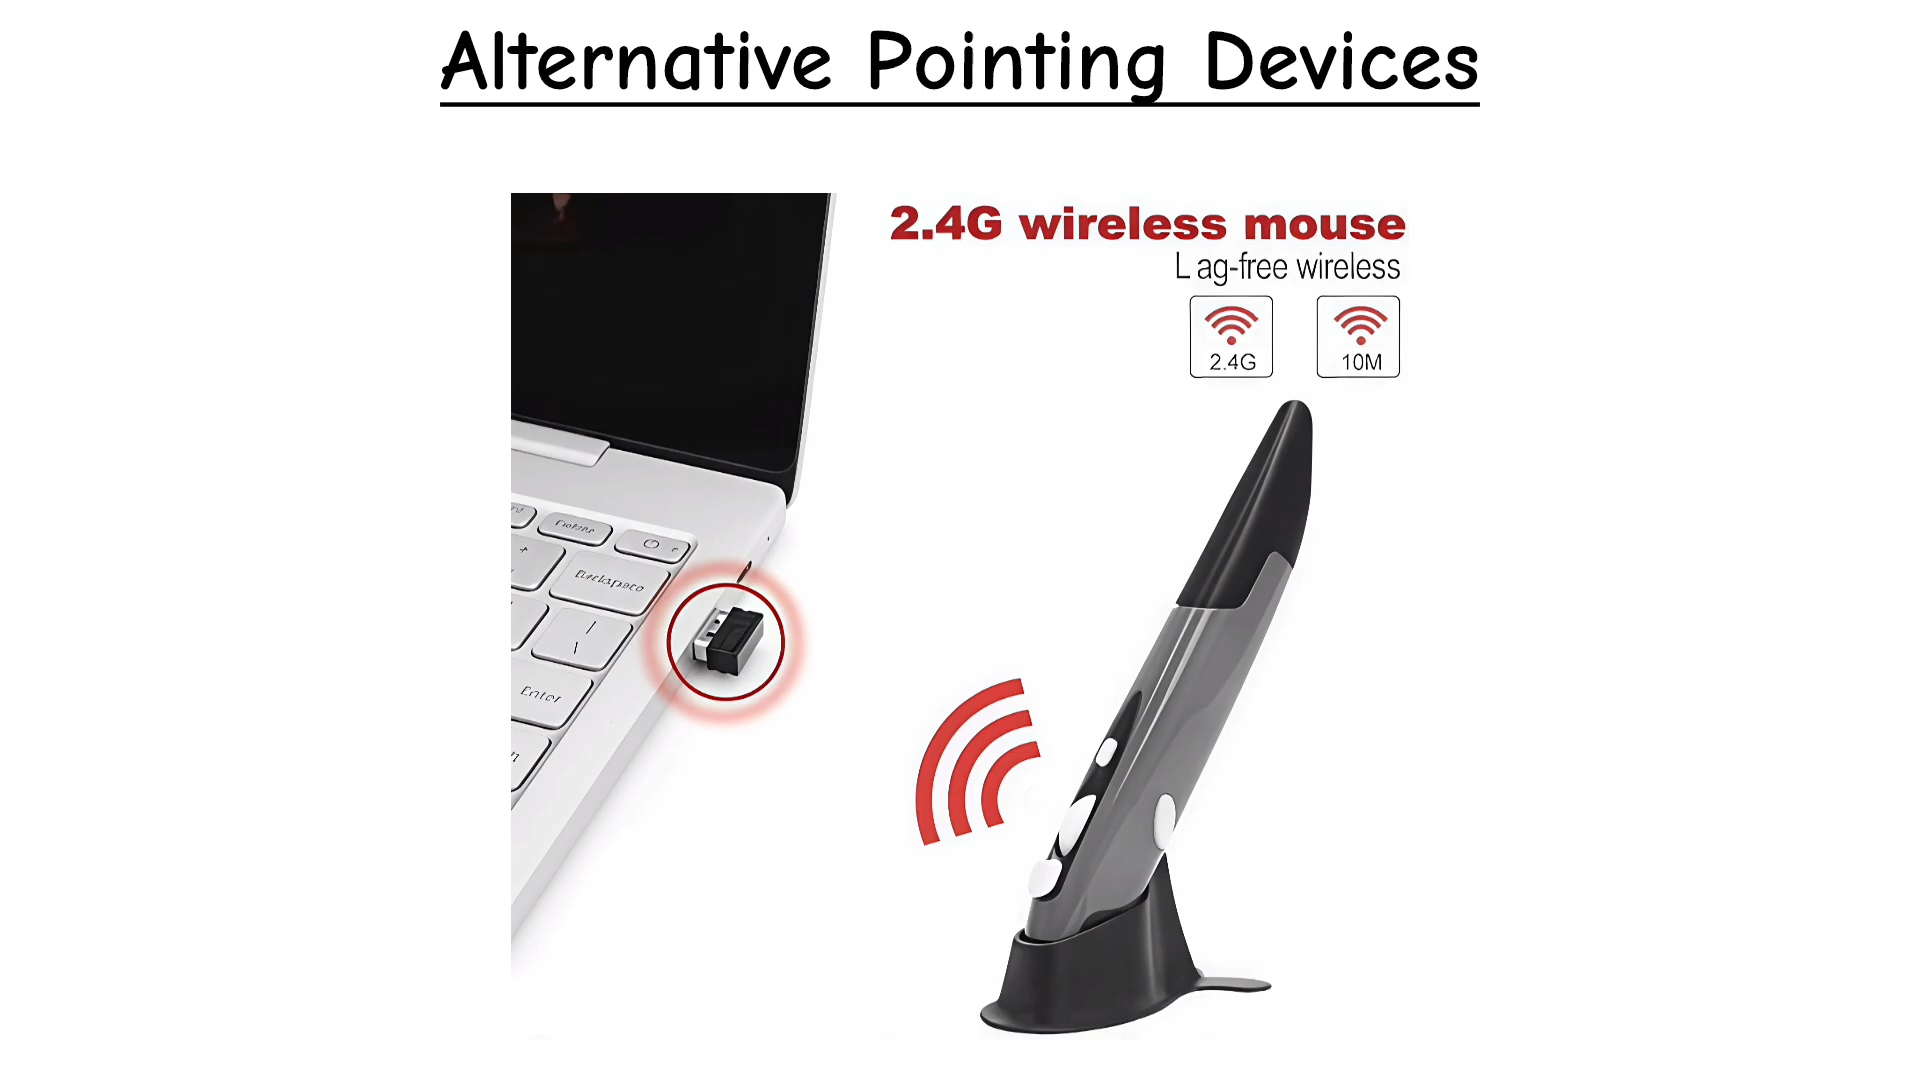 Alternative Pointing Devices
2.4G wireless mouse
L ag-free wireless
2.4G
10M
Enter